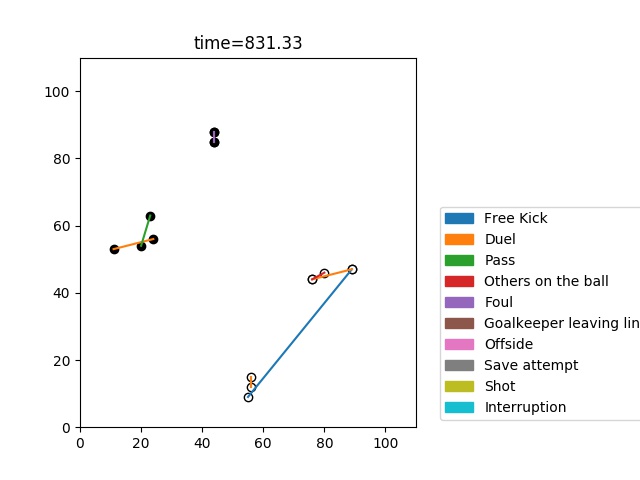 time=831.33
100
80
60
40
20
0
0 20 40 60 80 100
Free Kick
Duel
Pass
Others on the ball
Foul
Goalkeeper leaving lin
Offside
Save attempt
Shot
Interruption